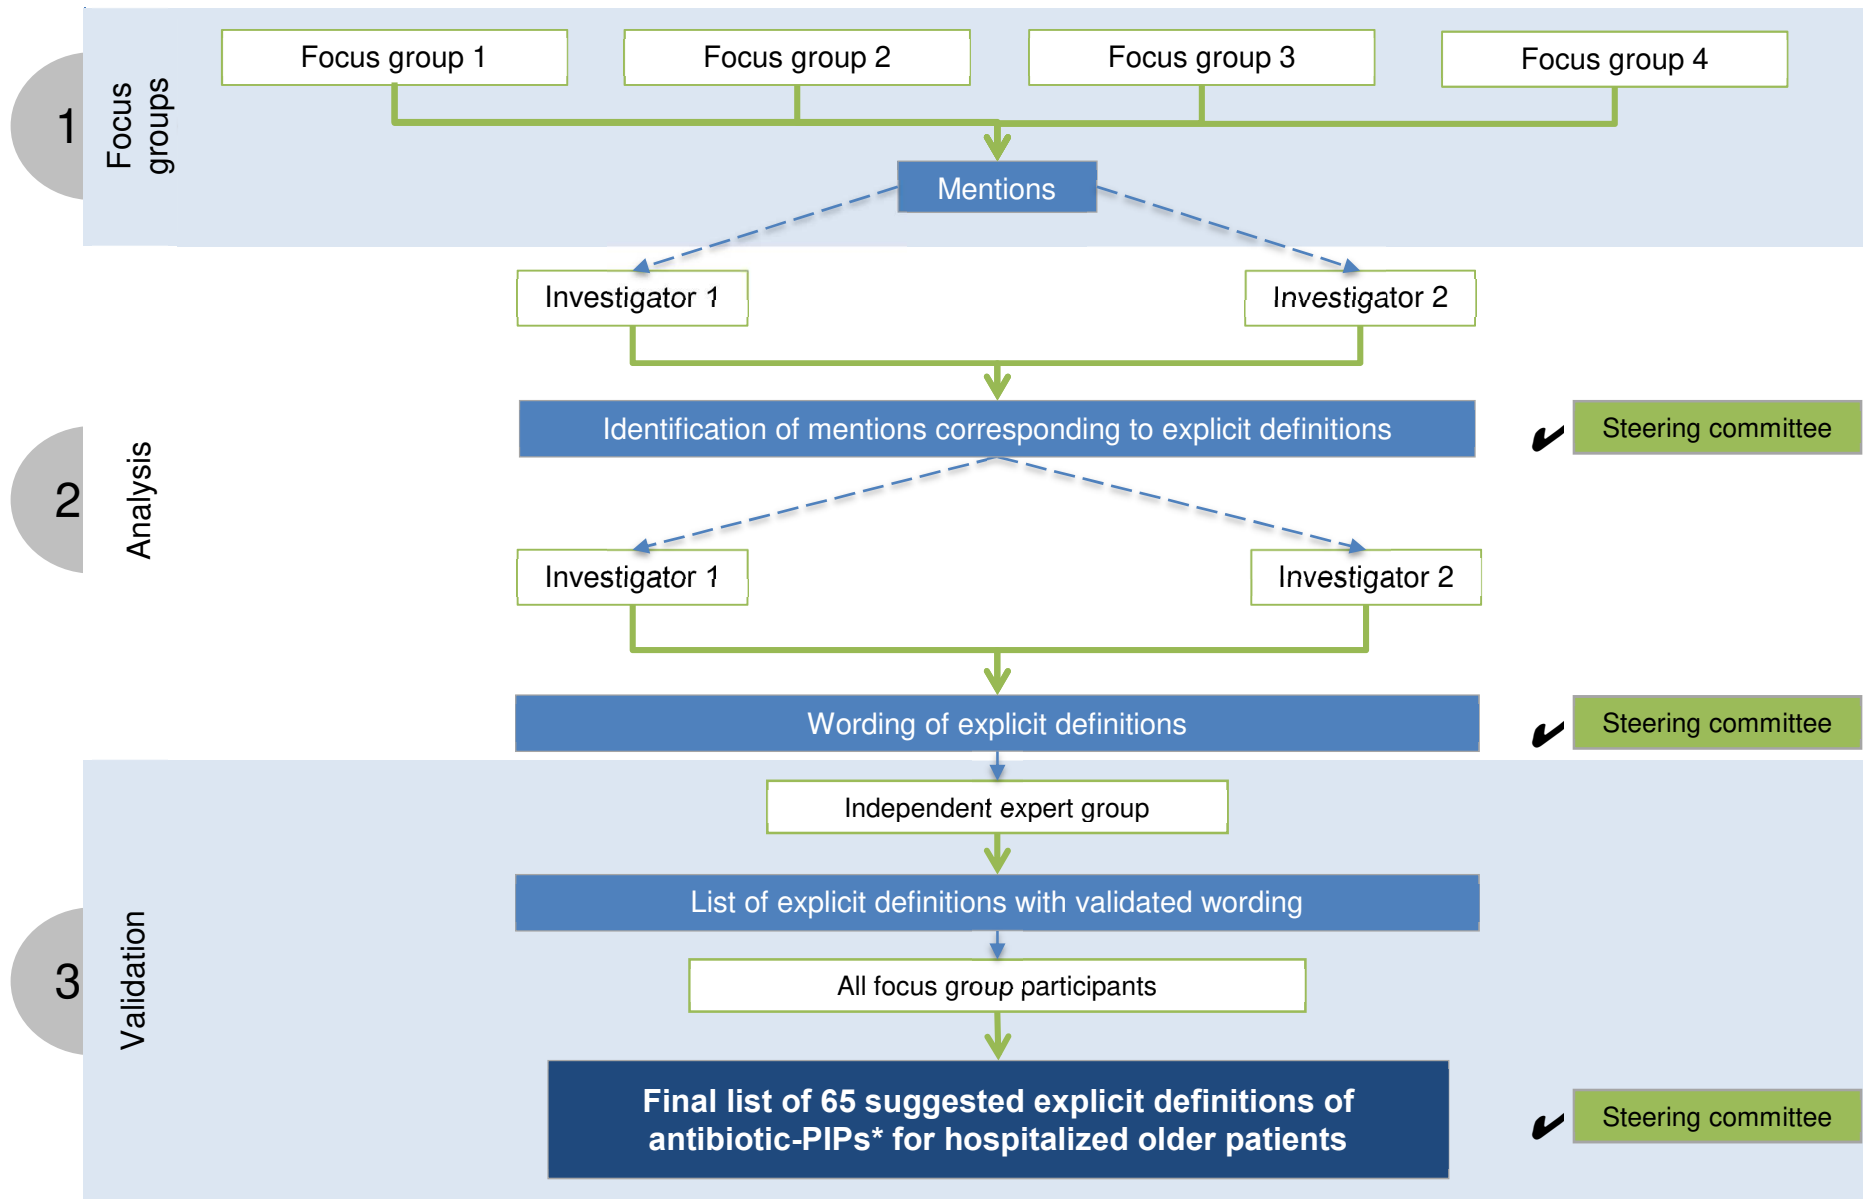 1
Focus
groups
Focus group 1
Focus group 2
Focus group 3
Focus group 4
Mentions
2
Analysis
Investigator 1
Investigator 2
Identification of mentions corresponding to explicit definitions
✔
Steering committee
Investigator 1
Investigator 2
Wording of explicit definitions
✔
Steering committee
3
Validation
Independent expert group
List of explicit definitions with validated wording
All focus group participants
Final list of 65 suggested explicit definitions of
antibiotic-PIPs* for hospitalized older patients
✔
Steering committee